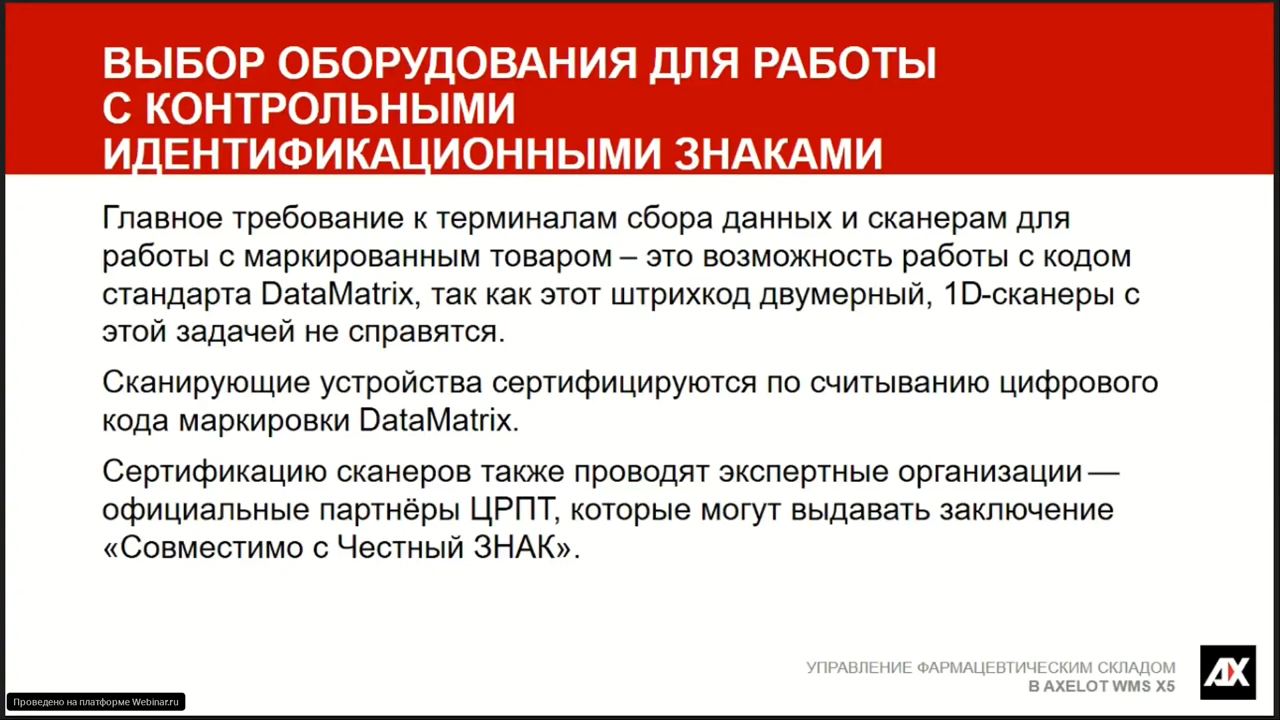 ВЫБОР ОБОРУДОВАНИЯ ДЛЯ РАБОТЫ
С КОНТРОЛЬНЫМИ
ИДЕНТИФИКАЦИОННЫМИ ЗНАКАМИ
Главное требование к терминалам сбора данных и сканерам для
работы с маркированным товаром – это возможность работы с кодом
стандарта DataMatrix, так как этот штрихкод двумерный, 1D-сканеры с
этой задачей не справятся.
Сканирующие устройства сертифицируются по считыванию цифрового
кода маркировки DataMatrix.
Сертификацию сканеров также проводят экспертные организации —
официальные партнёры ЦРПТ, которые могут выдавать заключение
«Совместимо с Честный ЗНАК».
УПРАВЛЕНИЕ ФАРМАЦЕВТИЧЕСКИМ СКЛАДОМ
В AXELOT WMS X5
AX
Проведено на платформе Webinar.ru